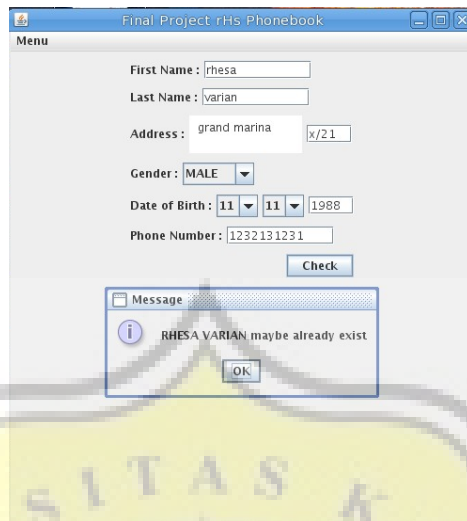 Final Project rHs Phonebook
Menu
First Name : rhesa
Last Name : varian
Address : grand marina x/21
Gender : MALE
Date of Birth : 11 11 1988
Phone Number : 1232131231
Check
Message
RHESA VARIAN maybe already exist
OK
SITAS K